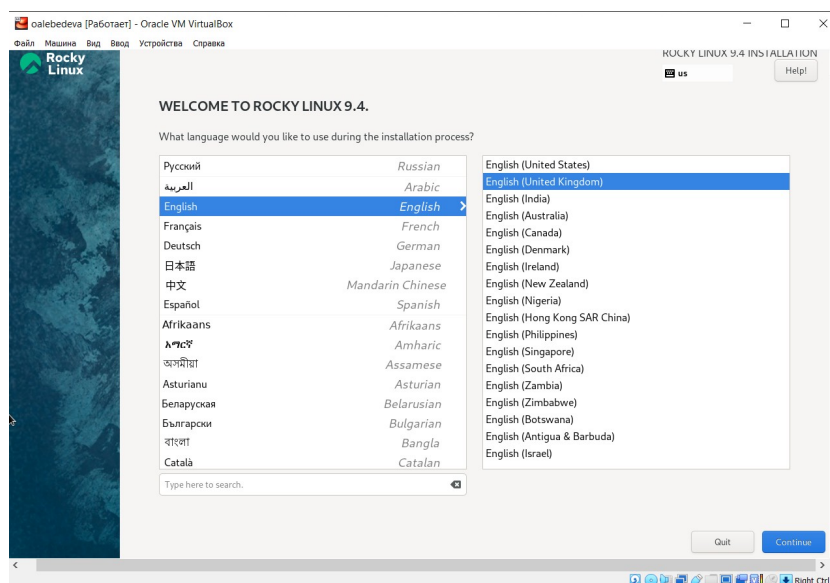 oalebedeva [Работает] - Oracle VM VirtualBox
Файл Машина Вид Ввод Устройства Справка
Rocky
Linux
ROCKY LINUX 9.4 INSTALLATION
us
Help!
WELCOME TO ROCKY LINUX 9.4.
What language would you like to use during the installation process?
Русский Russian
العربية Arabic
English English
Français French
Deutsch German
日本語 Japanese
中文 Mandarin Chinese
Español Spanish
Afrikaans Afrikaans
አማርኛ Amharic
অসমীয়া Assamese
Asturianu Asturian
Беларуская Belarusian
Български Bulgarian
বাংলা Bangla
Català Catalan
Type here to search.
English (United States)
English (United Kingdom)
English (India)
English (Australia)
English (Canada)
English (Denmark)
English (Ireland)
English (New Zealand)
English (Nigeria)
English (Hong Kong SAR China)
English (Philippines)
English (Singapore)
English (South Africa)
English (Zambia)
English (Zimbabwe)
English (Botswana)
English (Antigua & Barbuda)
English (Israel)
Quit
Continue
Right Ctrl